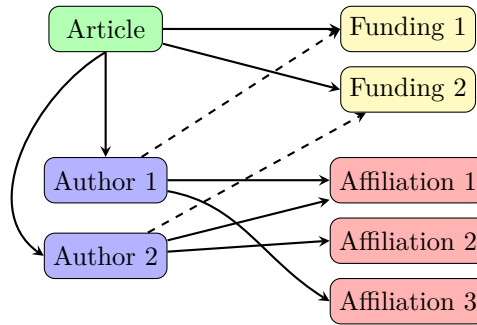 Article
Funding 1
Funding 2
Author 1
Affiliation 1
Author 2
Affiliation 2
Affiliation 3